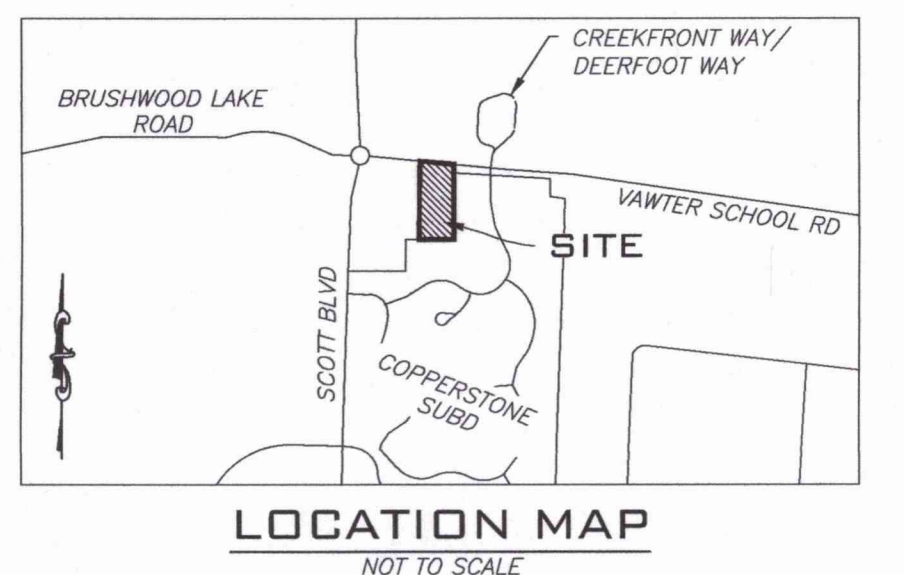 CREEKFRONT WAY/
DEERFOOT WAY
BRUSHWOOD LAKE
ROAD
VAWTER SCHOOL RD
SITE
SCOTT BLVD
COPPERSTONE
SUBD
LOCATION MAP
NOT TO SCALE